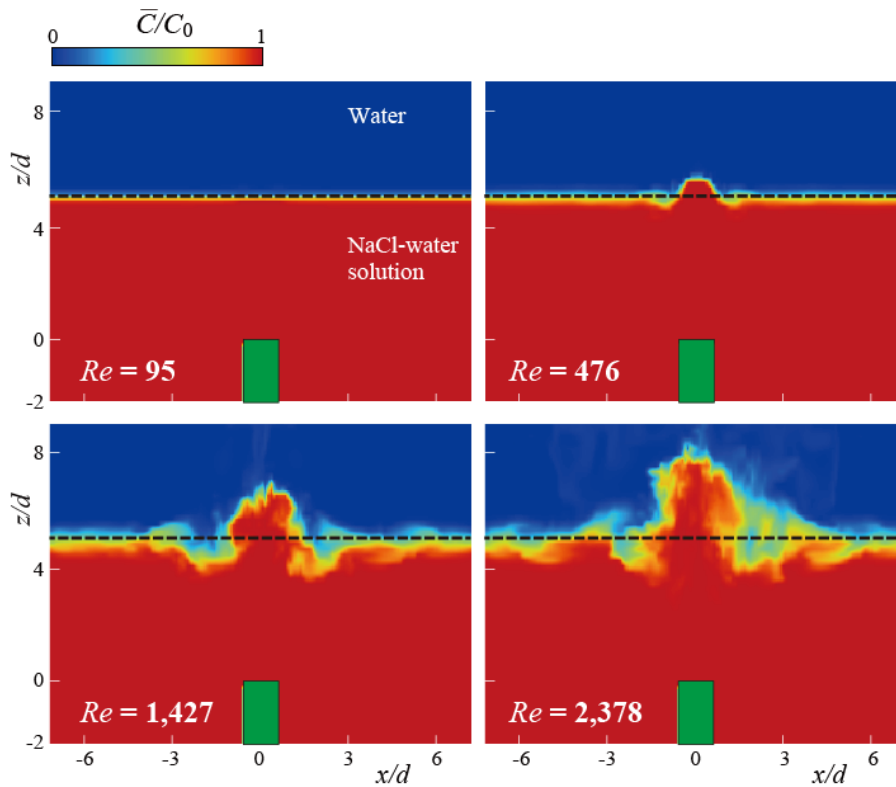 C̅/C₀
0 1
z/d
8
4
0
-2
Water
NaCl-water
solution
Re = 95
Re = 476
z/d
8
4
0
-2
Re = 1,427
-6 -3 0 3 6
x/d
Re = 2,378
-6 -3 0 3 6
x/d